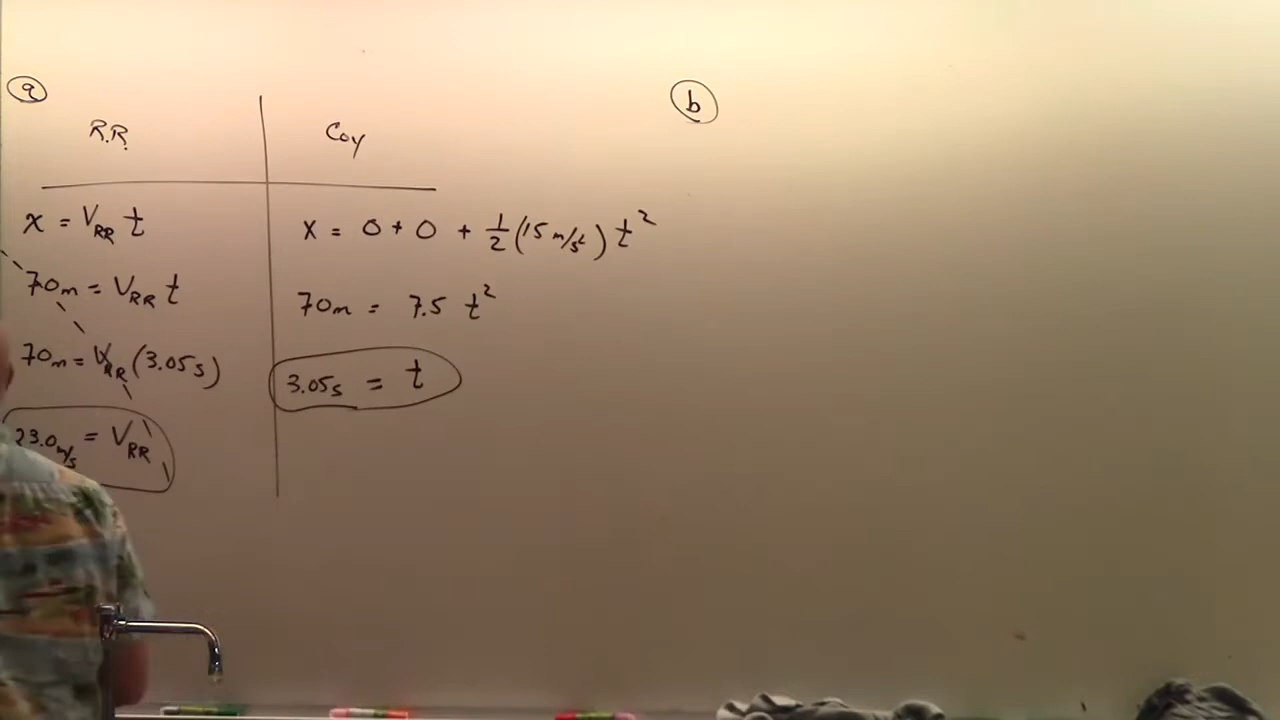 a
R.R.
x = V_RR t
70m = V_RR t
70m = V_RR (3.05s)
23.0 m/s = V_RR
Coy
x = 0 + 0 + 1/2 (15 m/s²) t²
70m = 7.5 t²
3.05s = t
b